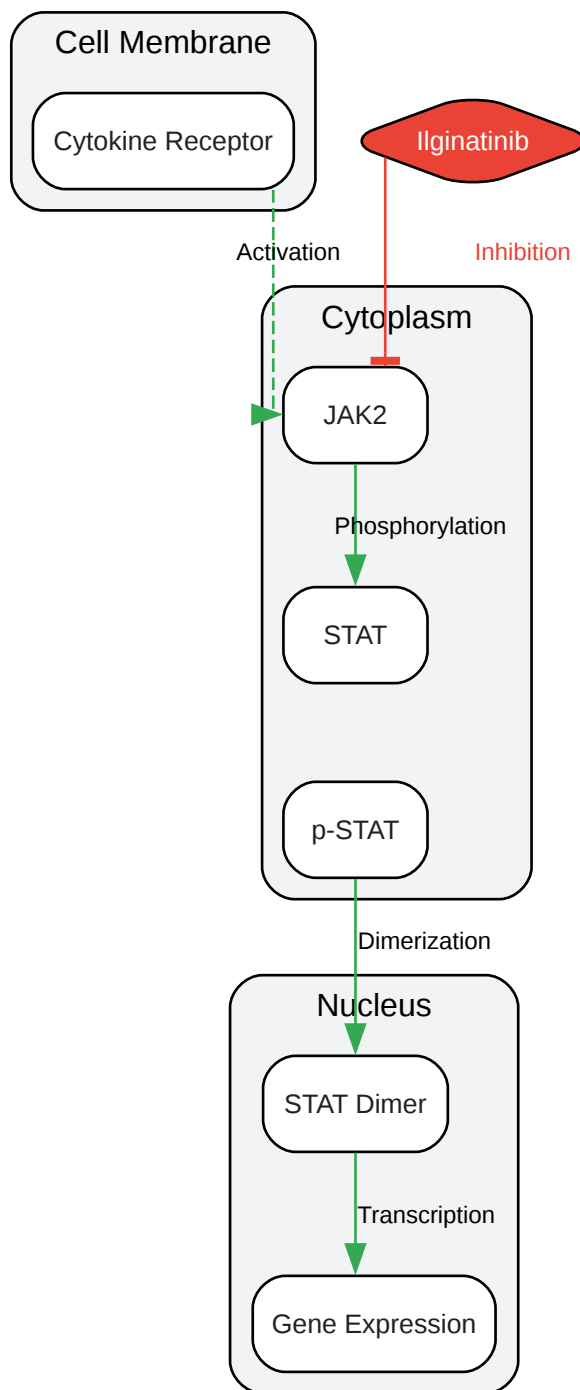 Cell Membrane
Cytokine Receptor
Ilginatinib
Activation
Inhibition
Cytoplasm
JAK2
Phosphorylation
STAT
p-STAT
Dimerization
Nucleus
STAT Dimer
Transcription
Gene Expression